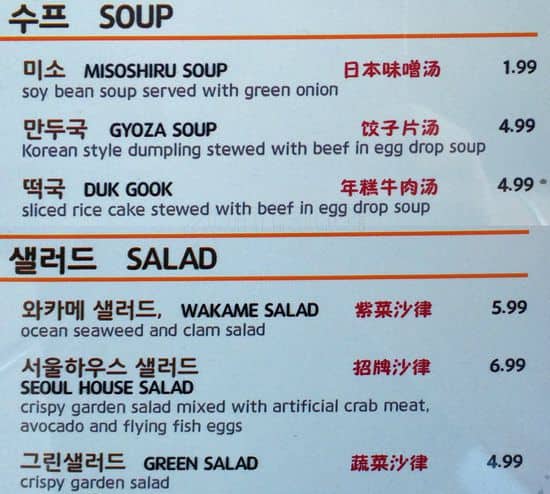 수프 SOUP
미소 MISOSHIRU SOUP 日本味噌汤 1.99
soy bean soup served with green onion
만두국 GYOZA SOUP 饺子片汤 4.99
Korean style dumpling stewed with beef in egg drop soup
떡국 DUK GOOK 年糕牛肉汤 4.99
sliced rice cake stewed with beef in egg drop soup
샐러드 SALAD
와카메 샐러드, WAKAME SALAD 紫菜沙律 5.99
ocean seaweed and clam salad
서울하우스 샐러드 招牌沙律 6.99
SEOUL HOUSE SALAD
crispy garden salad mixed with artificial crab meat,
avocado and flying fish eggs
그린샐러드 GREEN SALAD 蔬菜沙律 4.99
crispy garden salad